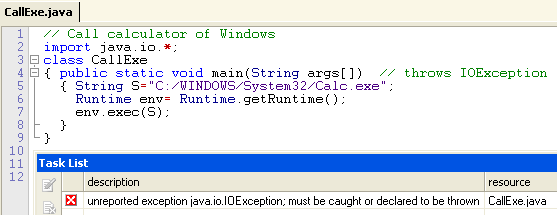 CallExe.java
1 // Call calculator of Windows
2 import java.io.*;
3 class CallExe
4 { public static void main(String args[]) // throws IOException
5 { String S="C:/WINDOWS/System32/Calc.exe";
6 Runtime env= Runtime.getRuntime();
7 env.exec(S);
8 }
9 }
10
11
12
Task List
description resource
unreported exception java.io.IOException; must be caught or declared to be thrown CallExe.java